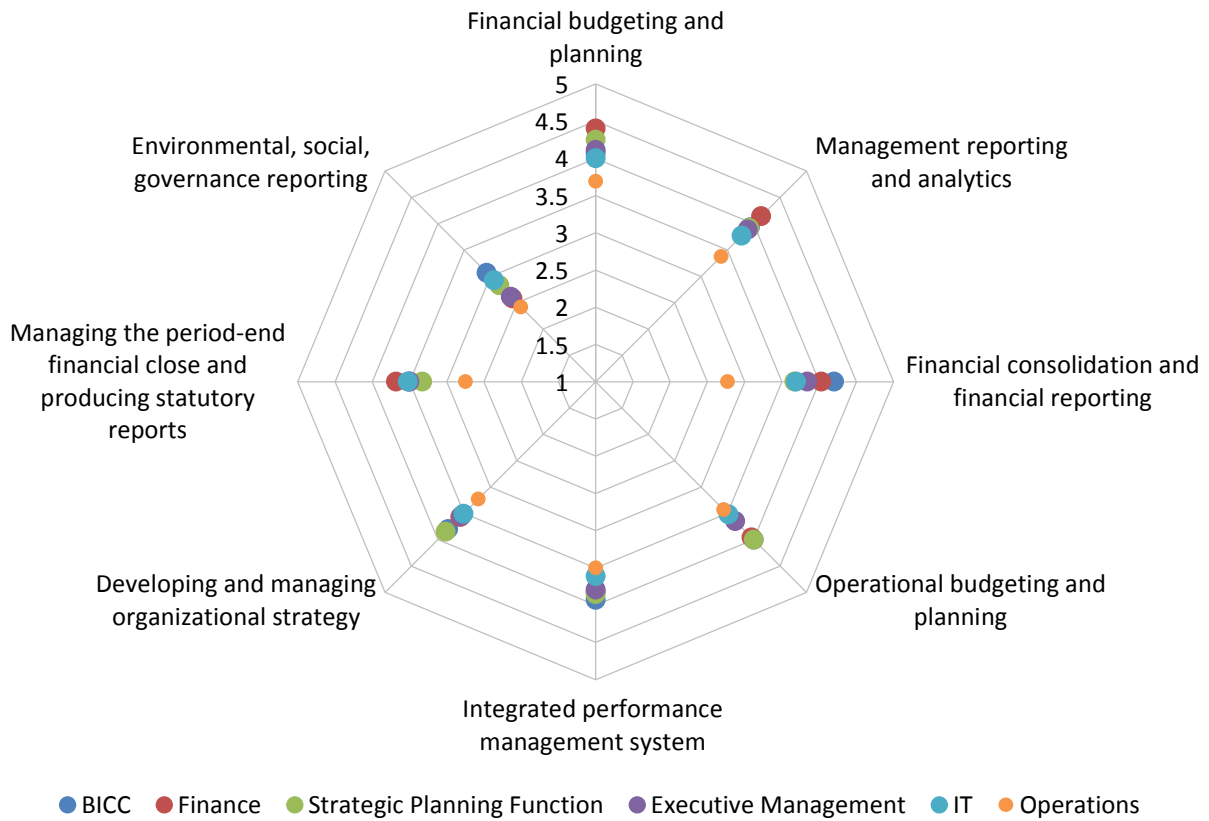 Financial budgeting and
planning
5
4.5
4
3.5
3
2.5
2
1.5
1
Management reporting
and analytics
Financial consolidation and
financial reporting
Operational budgeting and
planning
Integrated performance
management system
Developing and managing
organizational strategy
Managing the period-end
financial close and
producing statutory
reports
Environmental, social,
governance reporting
BICC
Finance
Strategic Planning Function
Executive Management
IT
Operations